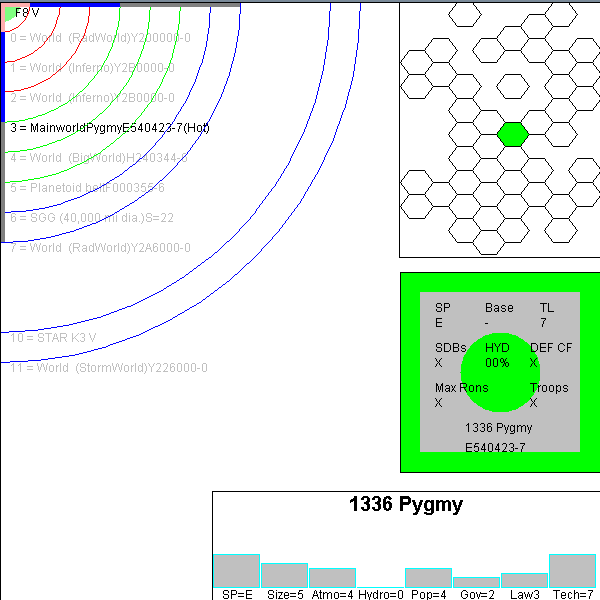 F8 V
0 = World  (RadWorld)Y200000-0
1 = World  (Inferno)Y2B0000-0
2 = World  (Inferno)Y2B0000-0
3 = MainworldPygmyE540423-7(Hot)
4 = World  (BigWorld)H240344-6
5 = Planetoid beltF000355-6
6 = SGG (40,000 mi dia.)S=22
7 = World  (RadWorld)Y2A6000-0
10 = STAR K3 V
11 = World  (StormWorld)Y226000-0
SP Base TL
E - 7
SDBs HYD DEF CF
X 00% X
Max Rons Troops
X X
1336 Pygmy
E540423-7
1336 Pygmy
SP=E Size=5 Atmo=4 Hydro=0 Pop=4 Gov=2 Law3 Tech=7